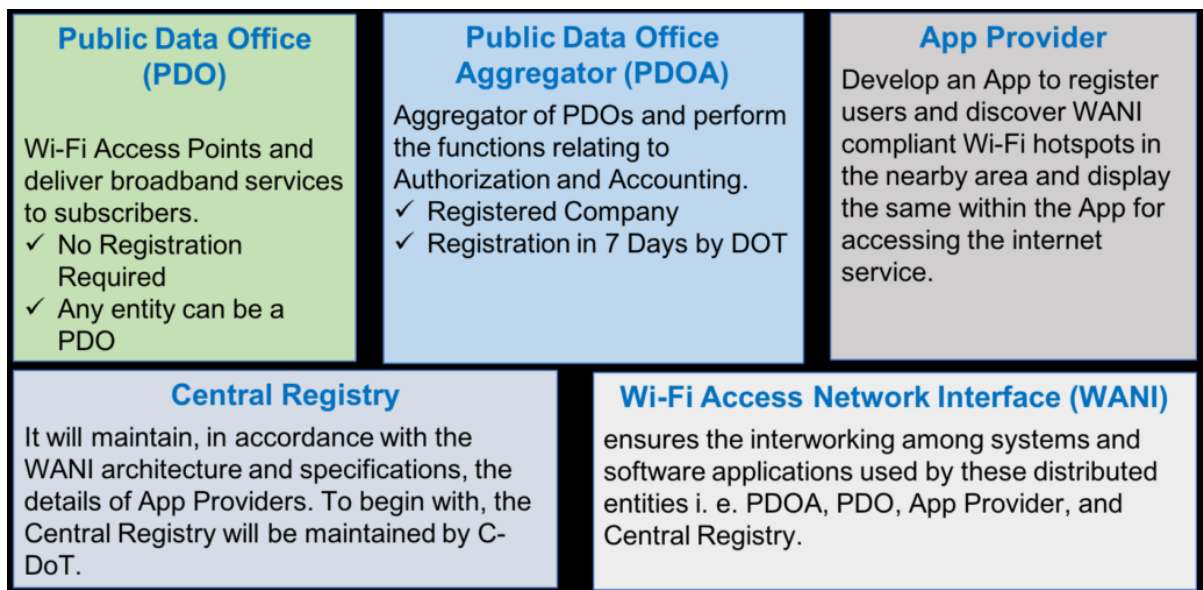 Public Data Office
(PDO)
Wi-Fi Access Points and
deliver broadband services
to subscribers.
✓ No Registration
Required
✓ Any entity can be a
PDO
Public Data Office
Aggregator (PDOA)
Aggregator of PDOs and perform
the functions relating to
Authorization and Accounting.
✓ Registered Company
✓ Registration in 7 Days by DOT
App Provider
Develop an App to register
users and discover WANI
compliant Wi-Fi hotspots in
the nearby area and display
the same within the App for
accessing the internet
service.
Central Registry
It will maintain, in accordance with the
WANI architecture and specifications, the
details of App Providers. To begin with, the
Central Registry will be maintained by C-
DoT.
Wi-Fi Access Network Interface (WANI)
ensures the interworking among systems and
software applications used by these distributed
entities i. e. PDOA, PDO, App Provider, and
Central Registry.